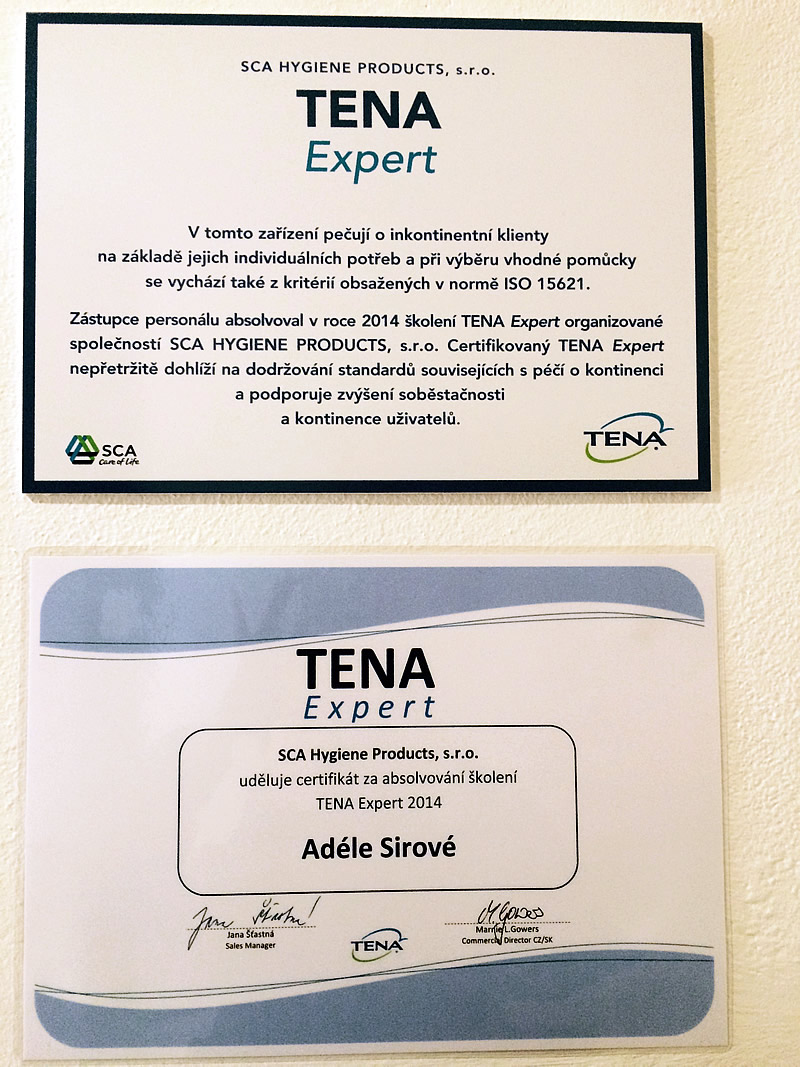 SCA HYGIENE PRODUCTS, s.r.o.
TENA
Expert
V tomto zařízení pečují o inkontinentní klienty
na základě jejich individuálních potřeb a při výběru vhodné pomůcky
se vychází také z kritérií obsažených v normě ISO 15621.
Zástupce personálu absolvoval v roce 2014 školení TENA Expert organizované
společností SCA HYGIENE PRODUCTS, s.r.o. Certifikovaný TENA Expert
nepřetržitě dohlíží na dodržování standardů souvisejících s péčí o kontinenci
a podporuje zvýšení soběstačnosti
a kontinence uživatelů.
SCA
Care of Life
TENA
TENA
Expert
SCA Hygiene Products, s.r.o.
uděluje certifikát za absolvování školení
TENA Expert 2014
Adéle Sirové
Jana Šťastná
Sales Manager
TENA
M. Gowers
Marnie L.Gowers
Commercial Director CZ/SK